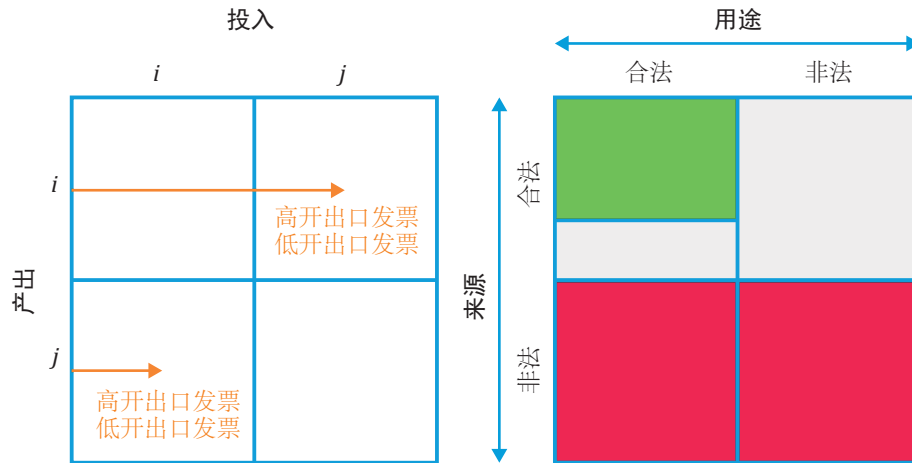 投入
用途
i
j
合法
非法
i
高开出口发票
低开出口发票
产出
j
高开出口发票
低开出口发票
来源
合法
非法